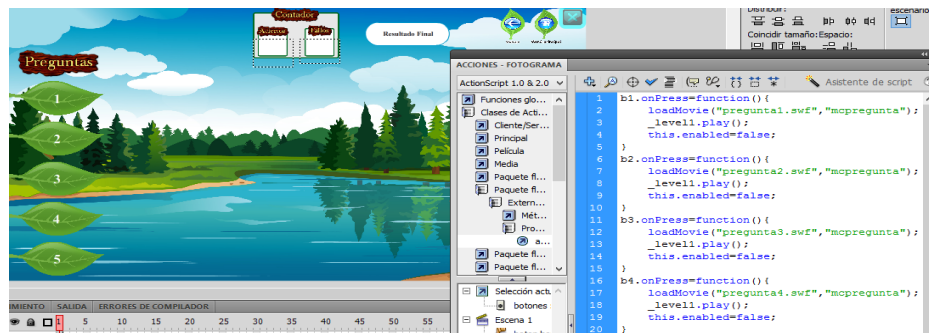 Contador
Aciertos Fallos
Resultado Final
Preguntas
1
2
3
4
5
Distribuir:
escenario
Coincidir tamaño: Espacio:
ACCIONES - FOTOGRAMA
ActionScript 1.0 & 2.0
Asistente de script
Funciones glo...
Clases de Acti...
Cliente/Ser...
Principal
Película
Media
Paquete fl...
Paquete fl...
Extern...
Mét...
Pro...
a...
Paquete fl...
Paquete fl...
Selección actu
botones
Escena 1
1 b1.onPress=function(){
2 loadMovie("pregunta1.swf","mcpregunta");
3 _level1.play();
4 this.enabled=false;
5 }
6 b2.onPress=function(){
7 loadMovie("pregunta2.swf","mcpregunta");
8 _level1.play();
9 this.enabled=false;
10 }
11 b3.onPress=function(){
12 loadMovie("pregunta3.swf","mcpregunta");
13 _level1.play();
14 this.enabled=false;
15 }
16 b4.onPress=function(){
17 loadMovie("pregunta4.swf","mcpregunta");
18 _level1.play();
19 this.enabled=false;
20 }
IMIENTO SALIDA ERRORES DE COMPILADOR
1 5 10 15 20 25 30 35 40 45 50 55